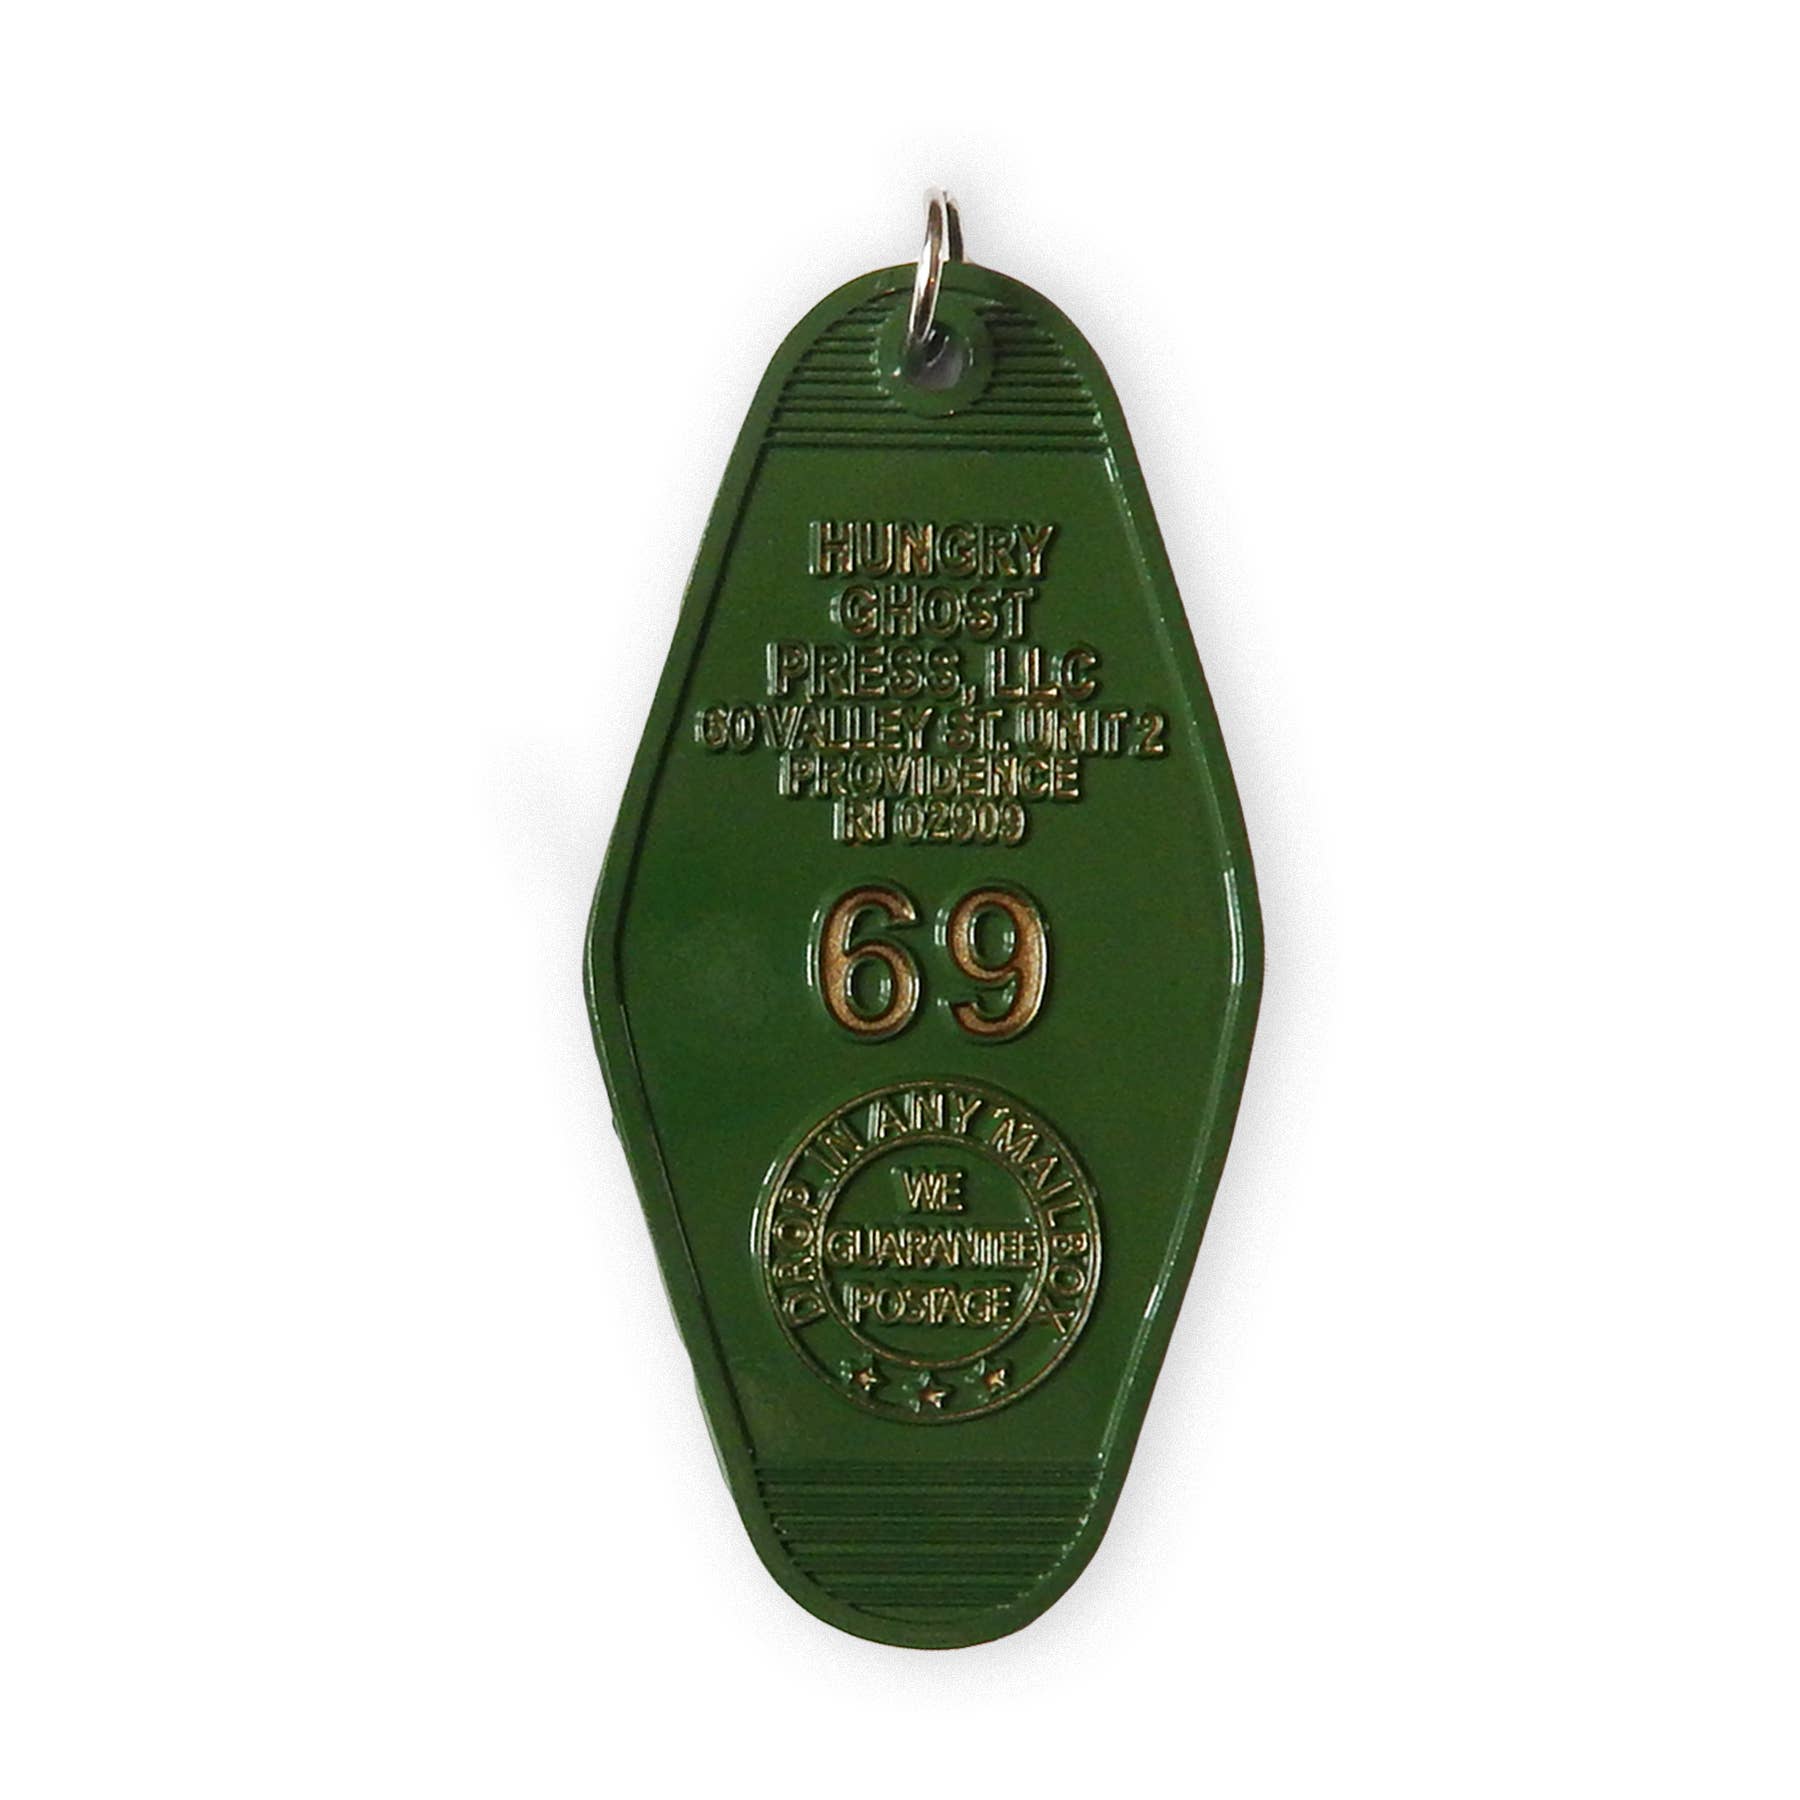 HUNGRY
GHOST
PRESS, LLC
60 VALLEY ST. UNIT 2
PROVIDENCE
RI 02909
69
DROP IN ANY MAILBOX
WE
GUARANTEE
POSTAGE